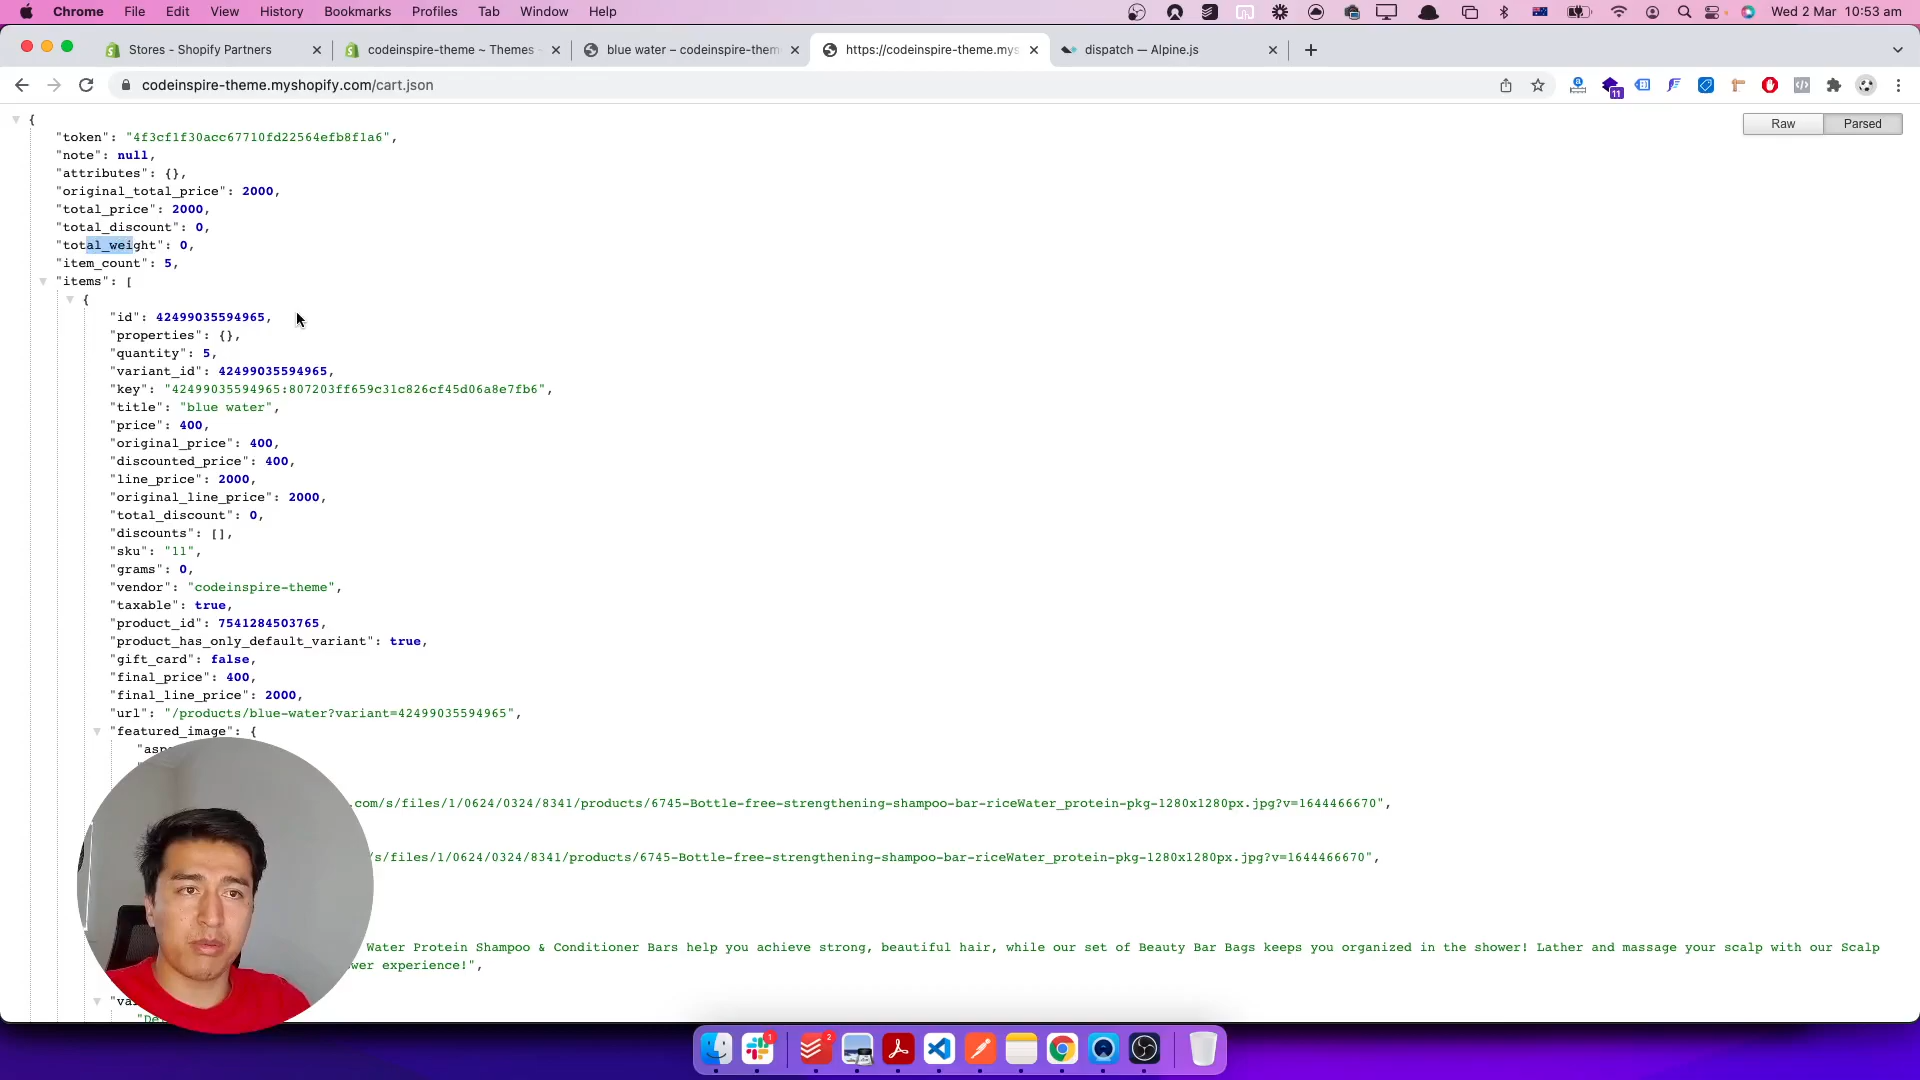 Chrome File Edit View History Bookmarks Profiles Tab Window Help Wed 2 Mar 10:53 am
Stores - Shopify Partners codeinspire-theme ~ Themes - blue water – codeinspire-them https://codeinspire-theme.mys dispatch — Alpine.js
codeinspire-theme.myshopify.com/cart.json 11
Raw Parsed
{
"token": "4f3cf1f30acc67710fd22564efb8f1a6",
"note": null,
"attributes": {},
"original_total_price": 2000,
"total_price": 2000,
"total_discount": 0,
"total_weight": 0,
"item_count": 5,
"items": [
{
"id": 42499035594965,
"properties": {},
"quantity": 5,
"variant_id": 42499035594965,
"key": "42499035594965:807203ff659c31c826cf45d06a8e7fb6",
"title": "blue water",
"price": 400,
"original_price": 400,
"discounted_price": 400,
"line_price": 2000,
"original_line_price": 2000,
"total_discount": 0,
"discounts": [],
"sku": "11",
"grams": 0,
"vendor": "codeinspire-theme",
"taxable": true,
"product_id": 7541284503765,
"product_has_only_default_variant": true,
"gift_card": false,
"final_price": 400,
"final_line_price": 2000,
"url": "/products/blue-water?variant=42499035594965",
"featured_image": {
"aspe
.com/s/files/1/0624/0324/8341/products/6745-Bottle-free-strengthening-shampoo-bar-riceWater_protein-pkg-1280x1280px.jpg?v=1644466670",
/s/files/1/0624/0324/8341/products/6745-Bottle-free-strengthening-shampoo-bar-riceWater_protein-pkg-1280x1280px.jpg?v=1644466670",
Water Protein Shampoo & Conditioner Bars help you achieve strong, beautiful hair, while our set of Beauty Bar Bags keeps you organized in the shower! Lather and massage your scalp with our Scalp
wer experience!",
"va
"De
1 2